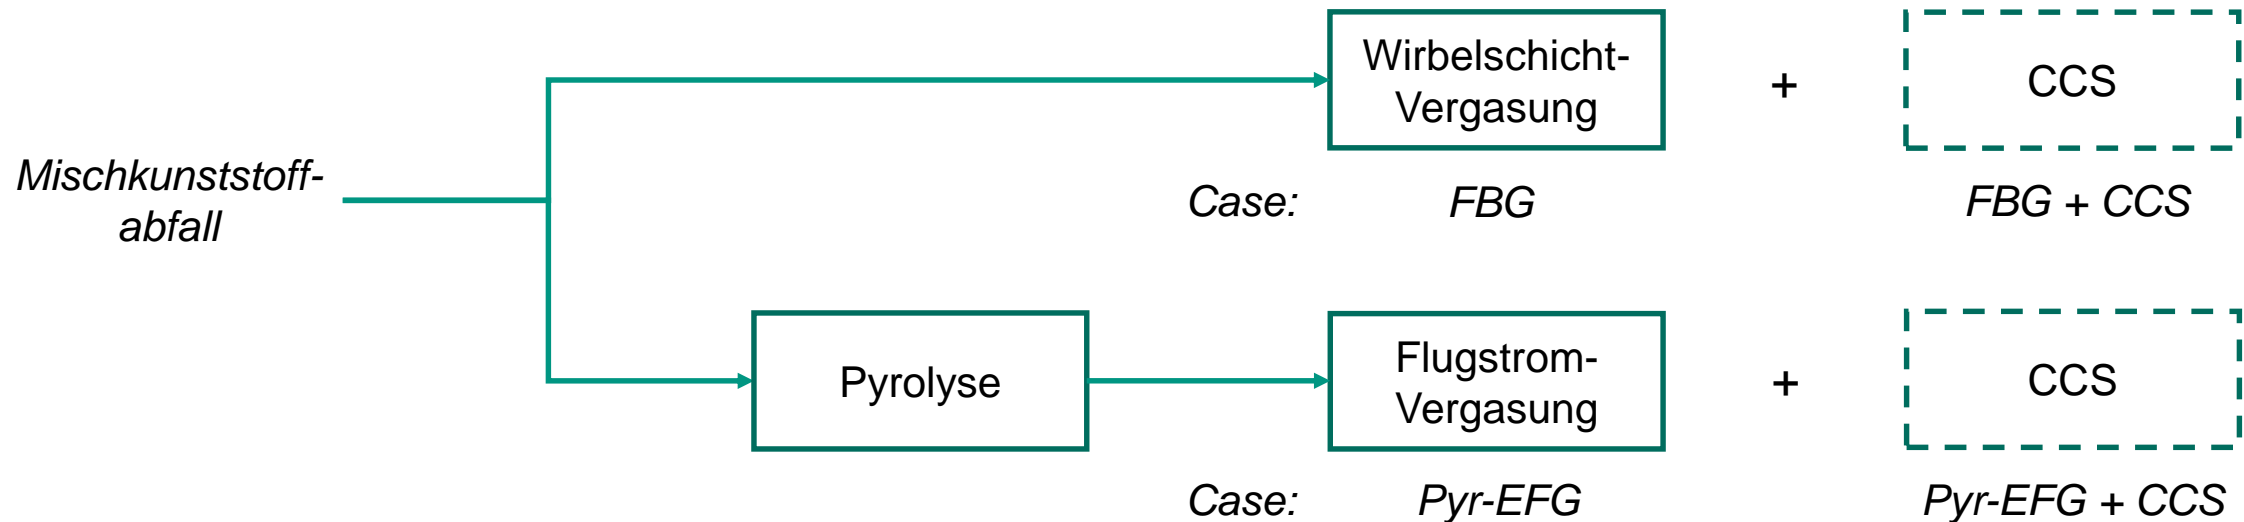 Mischkunststoff-
abfall
Wirbelschicht-
Vergasung
+
CCS
Case:
FBG
FBG + CCS
Pyrolyse
Flugstrom-
Vergasung
+
CCS
Case:
Pyr-EFG
Pyr-EFG + CCS